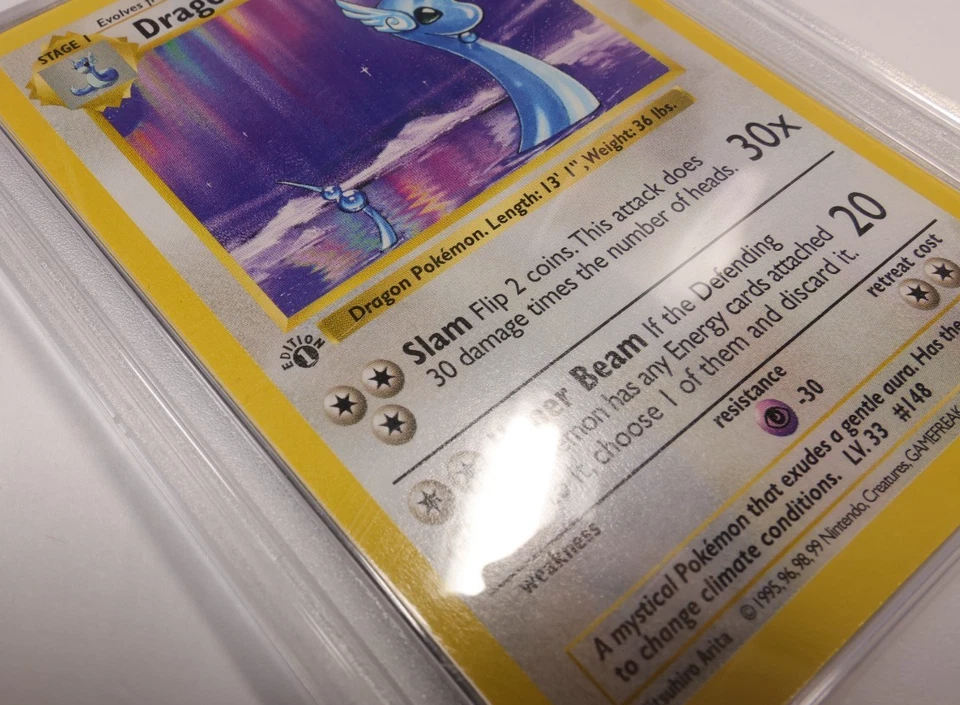 Evolves
STAGE 1
Dragon Pokémon. Length: 13' 1", Weight: 36 lbs.
EDITION
1
Slam Flip 2 coins. This attack does
30 damage times the number of heads.
30x
Beam If the Defending
has any Energy cards attached
it, choose 1 of them and discard it.
20
weakness
resistance
-30
retreat cost
A mystical Pokémon that exudes a gentle aura. Has the
to change climate conditions. LV. 33 #148
Arita
© 1995, 96, 98, 99 Nintendo, Creatures, GAMEFREAK